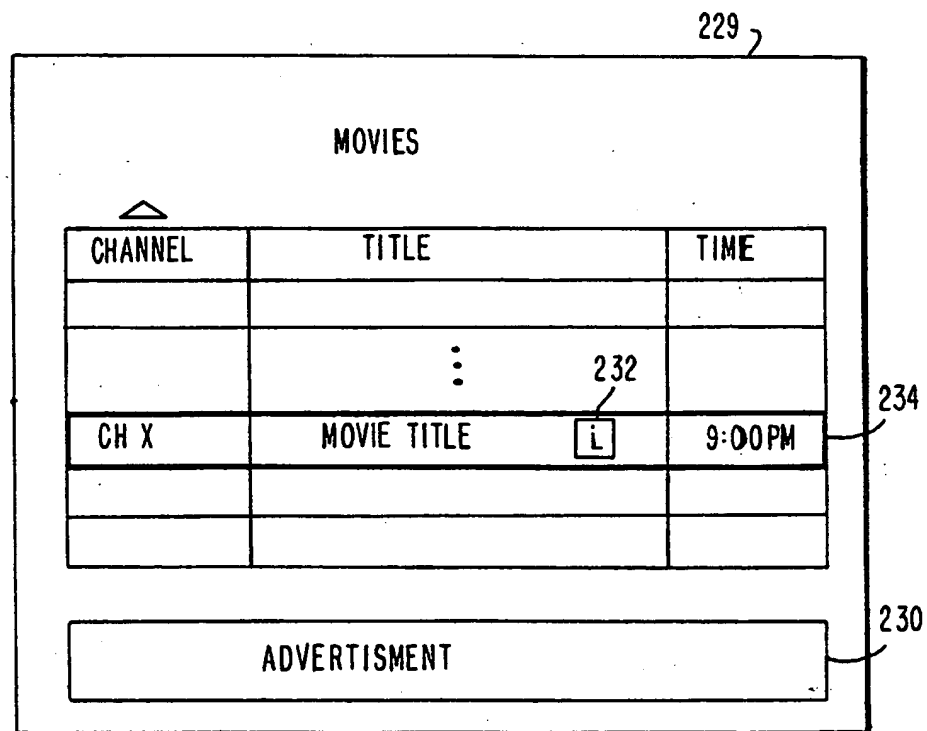 229
MOVIES
CHANNEL TITLE TIME
232
234
CH X MOVIE TITLE i 9:00PM
230
ADVERTISMENT